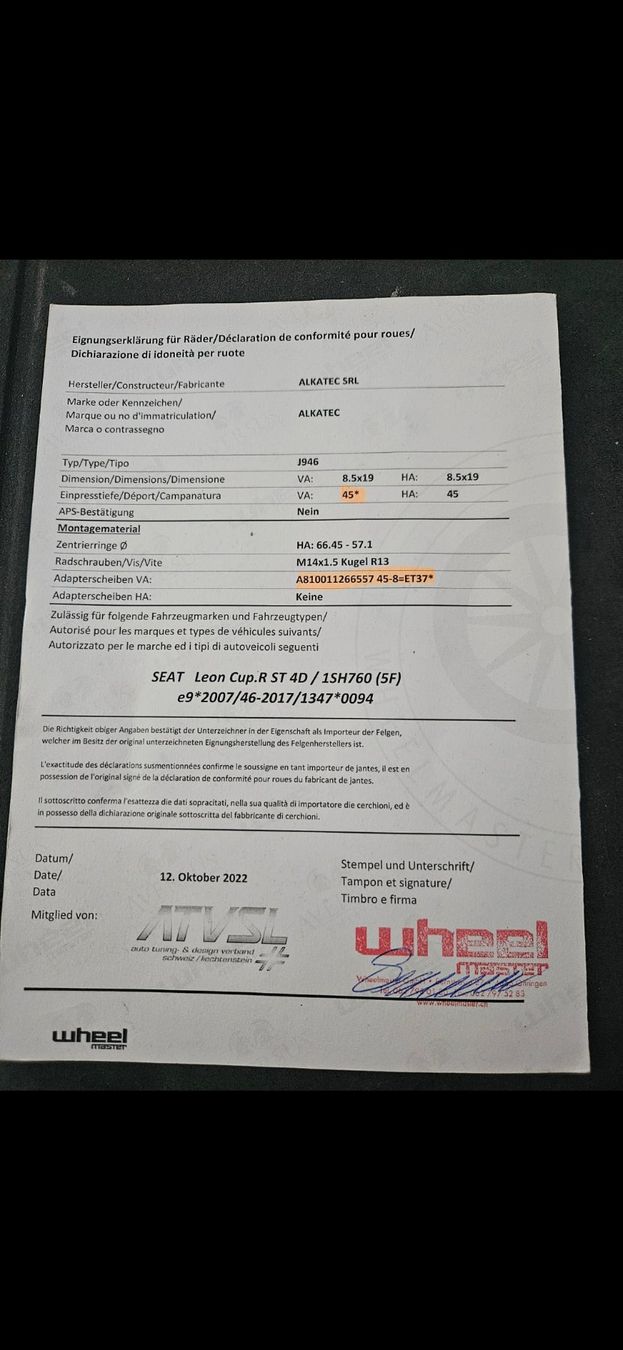 Eignungserklärung für Räder/Déclaration de conformité pour roues/
Dichiarazione di idoneità per ruote
Hersteller/Constructeur/Fabricante ALKATEC SRL
Marke oder Kennzeichen/
Marque ou no d'immatriculation/ ALKATEC
Marca o contrassegno
Typ/Type/Tipo J946
Dimension/Dimensions/Dimensione VA: 8.5x19 HA: 8.5x19
Einpresstiefe/Déport/Campanatura VA: 45* HA: 45
APS-Bestätigung Nein
Montagematerial
Zentrierringe Ø HA: 66.45 - 57.1
Radschrauben/Vis/Vite M14x1.5 Kugel R13
Adapterscheiben VA: A810011266557 45-8=ET37*
Adapterscheiben HA: Keine
Zulässig für folgende Fahrzeugmarken und Fahrzeugtypen/
Autorisé pour les marques et types de véhicules suivants/
Autorizzato per le marche ed i tipi di autoveicoli seguenti
SEAT Leon Cup.R ST 4D / 1SH760 (5F)
e9*2007/46-2017/1347*0094
Die Richtigkeit obiger Angaben bestätigt der Unterzeichner in der Eigenschaft als Importeur der Felgen,
welcher im Besitz der original unterzeichneten Eignungsherstellung des Felgenherstellers ist.
L'exactitude des déclarations susmentionnées confirme le soussigne en tant importeur de jantes, il est en
possession de l'original signé de la déclaration de conformité pour roues du fabricant de jantes.
Il sottoscritto conferma l'esattezza die dati sopracitati, nella sua qualità di importatore die cerchioni, ed è
in possesso della dichiarazione originale sottoscritta del fabbricante di cerchioni.
Datum/
Date/ 12. Oktober 2022
Data
Stempel und Unterschrift/
Tampon et signature/
Timbro e firma
Mitglied von:
ATVSL
auto tuning- & design verband
schweiz / liechtenstein
wheel
master
www.wheelmaster.ch
wheel
master